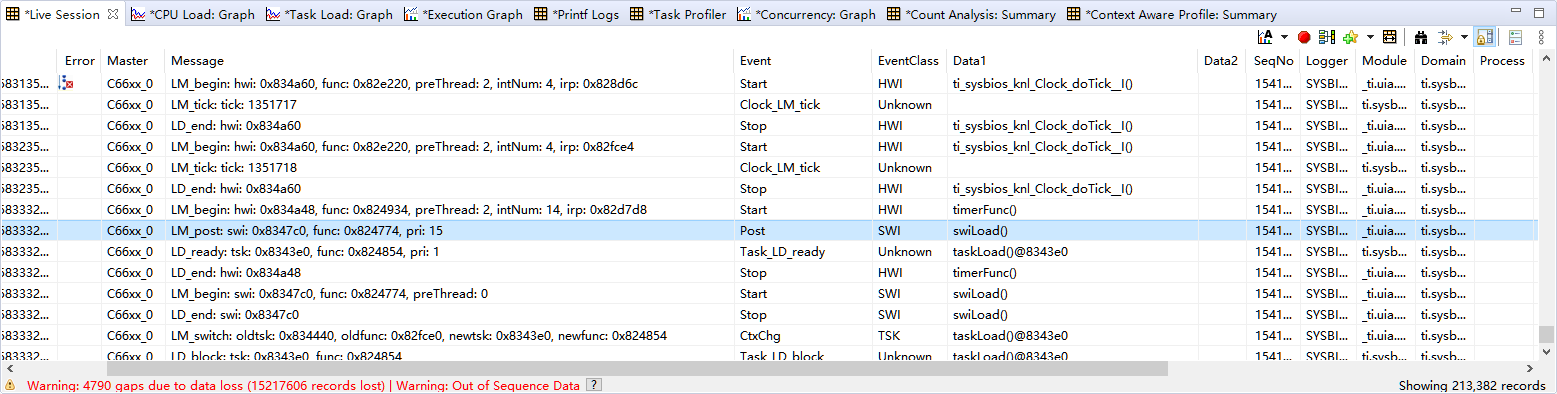 *Live Session *CPU Load: Graph *Task Load: Graph *Execution Graph *Printf Logs *Task Profiler *Concurrency: Graph *Count Analysis: Summary *Context Aware Profile: Summary
Error Master Message Event EventClass Data1 Data2 SeqNo Logger Module Domain Process
583135... C66xx_0 LM_begin: hwi: 0x834a60, func: 0x82e220, preThread: 2, intNum: 4, irp: 0x828d6c Start HWI ti_sysbios_knl_Clock_doTick__I() 1541... SYSBI... _ti.uia.... ti.sysb...
583135... C66xx_0 LM_tick: tick: 1351717 Clock_LM_tick Unknown 1541... SYSBI... ti.sysb... ti.sysb...
583135... C66xx_0 LD_end: hwi: 0x834a60 Stop HWI ti_sysbios_knl_Clock_doTick__I() 1541... SYSBI... _ti.uia.... ti.sysb...
583235... C66xx_0 LM_begin: hwi: 0x834a60, func: 0x82e220, preThread: 2, intNum: 4, irp: 0x82fce4 Start HWI ti_sysbios_knl_Clock_doTick__I() 1541... SYSBI... _ti.uia.... ti.sysb...
583235... C66xx_0 LM_tick: tick: 1351718 Clock_LM_tick Unknown 1541... SYSBI... ti.sysb... ti.sysb...
583235... C66xx_0 LD_end: hwi: 0x834a60 Stop HWI ti_sysbios_knl_Clock_doTick__I() 1541... SYSBI... _ti.uia.... ti.sysb...
583332... C66xx_0 LM_begin: hwi: 0x834a48, func: 0x824934, preThread: 2, intNum: 14, irp: 0x82d7d8 Start HWI timerFunc() 1541... SYSBI... _ti.uia.... ti.sysb...
583332... C66xx_0 LM_post: swi: 0x8347c0, func: 0x824774, pri: 15 Post SWI swiLoad() 1541... SYSBI... _ti.uia.... ti.sysb...
583332... C66xx_0 LD_ready: tsk: 0x8343e0, func: 0x824854, pri: 1 Task_LD_ready Unknown taskLoad()@8343e0 1541... SYSBI... ti.sysb... ti.sysb...
583332... C66xx_0 LD_end: hwi: 0x834a48 Stop HWI timerFunc() 1541... SYSBI... _ti.uia.... ti.sysb...
583332... C66xx_0 LM_begin: swi: 0x8347c0, func: 0x824774, preThread: 0 Start SWI swiLoad() 1541... SYSBI... _ti.uia.... ti.sysb...
583332... C66xx_0 LD_end: swi: 0x8347c0 Stop SWI swiLoad() 1541... SYSBI... _ti.uia.... ti.sysb...
583332... C66xx_0 LM_switch: oldtsk: 0x834440, oldfunc: 0x82fce0, newtsk: 0x8343e0, newfunc: 0x824854 CtxChg TSK taskLoad()@8343e0 1541... SYSBI... _ti.uia.... ti.sysb...
583332... C66xx_0 LD_block: tsk: 0x8343e0, func: 0x824854 Task_LD_block Unknown taskLoad()@8343e0 1541... SYSBI... ti.sysb... ti.sysb...
Warning: 4790 gaps due to data loss (15217606 records lost) | Warning: Out of Sequence Data ? Showing 213,382 records